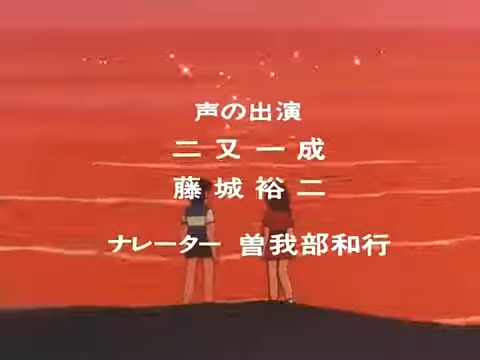 声の出演
二又一成
藤城裕二
ナレーター 曽我部和行